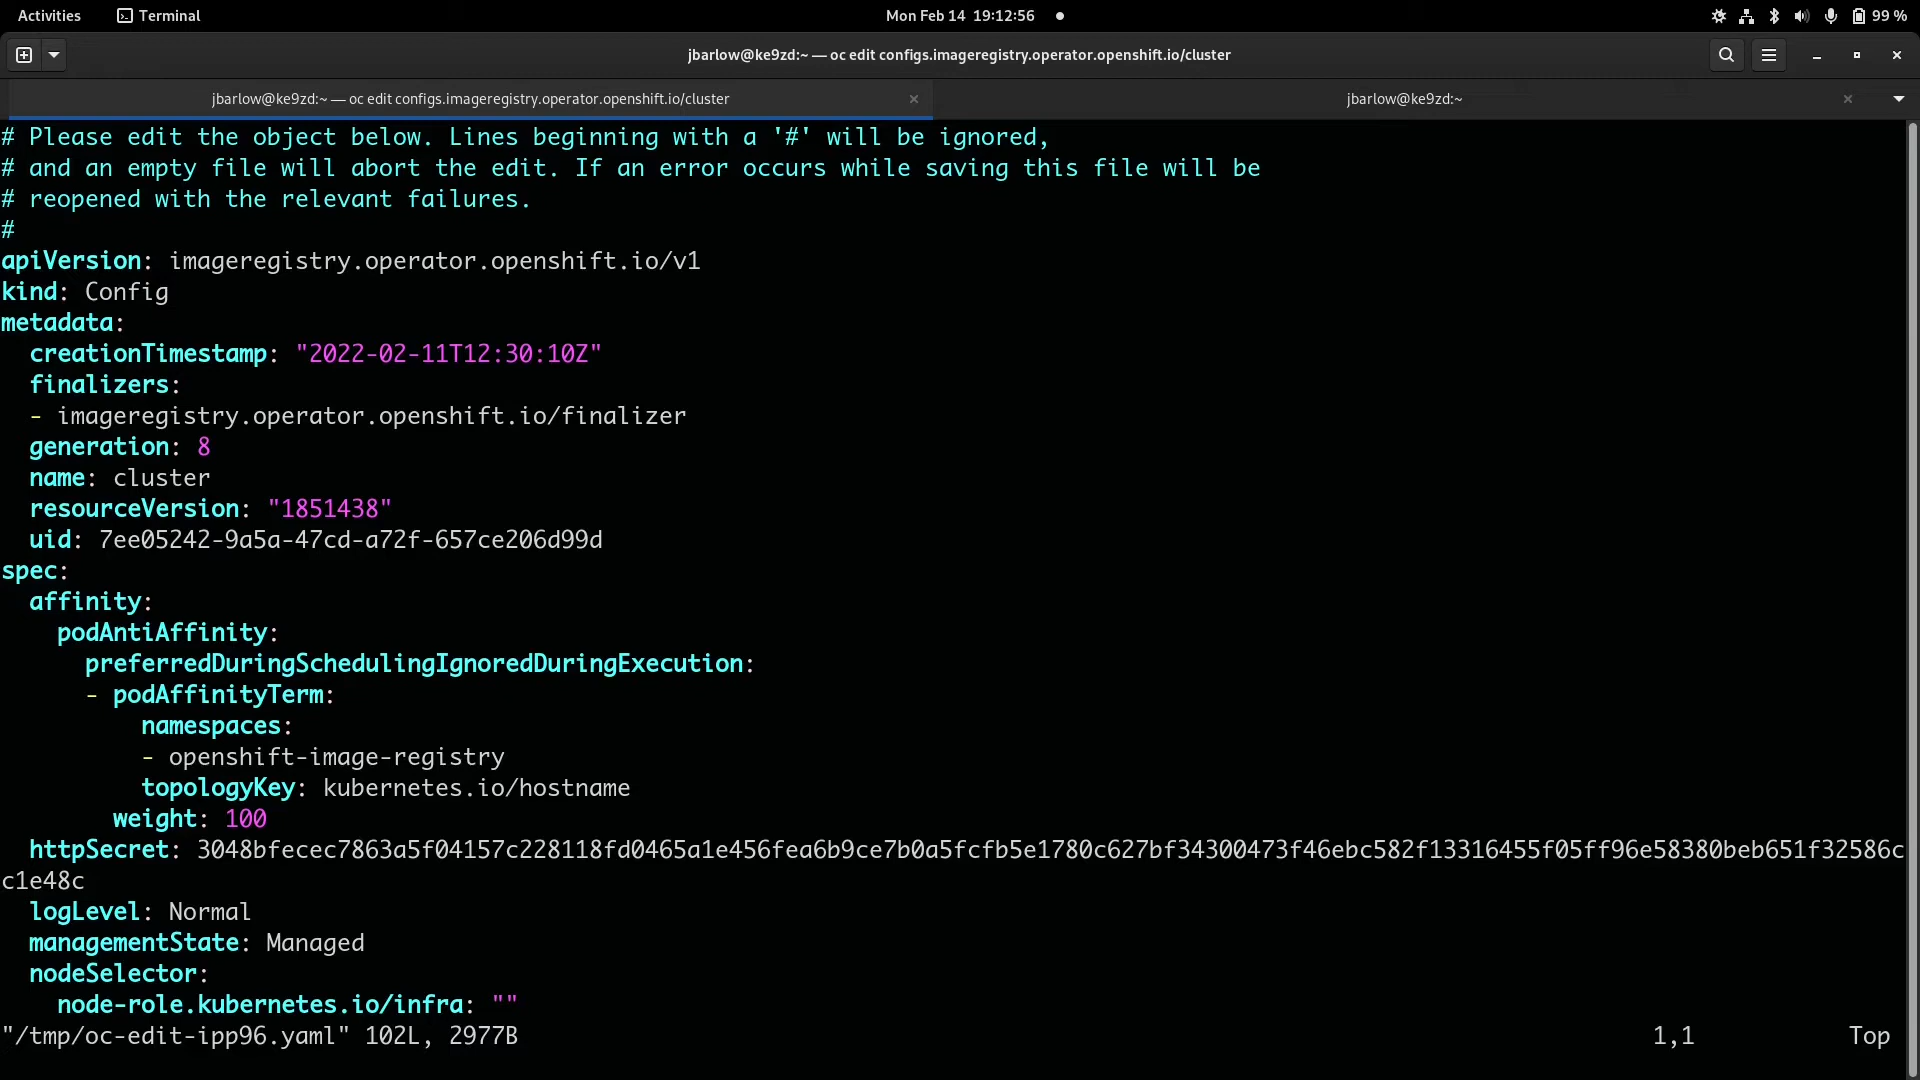 Activities Terminal Mon Feb 14 19:12:56 99 %
jbarlow@ke9zd:~ — oc edit configs.imageregistry.operator.openshift.io/cluster
jbarlow@ke9zd:~ — oc edit configs.imageregistry.operator.openshift.io/cluster jbarlow@ke9zd:~
# Please edit the object below. Lines beginning with a '#' will be ignored,
# and an empty file will abort the edit. If an error occurs while saving this file will be
# reopened with the relevant failures.
#
apiVersion: imageregistry.operator.openshift.io/v1
kind: Config
metadata:
  creationTimestamp: "2022-02-11T12:30:10Z"
  finalizers:
  - imageregistry.operator.openshift.io/finalizer
  generation: 8
  name: cluster
  resourceVersion: "1851438"
  uid: 7ee05242-9a5a-47cd-a72f-657ce206d99d
spec:
  affinity:
    podAntiAffinity:
      preferredDuringSchedulingIgnoredDuringExecution:
      - podAffinityTerm:
          namespaces:
          - openshift-image-registry
          topologyKey: kubernetes.io/hostname
        weight: 100
  httpSecret: 3048bfecec7863a5f04157c228118fd0465a1e456fea6b9ce7b0a5fcfb5e1780c627bf34300473f46ebc582f13316455f05ff96e58380beb651f32586c
c1e48c
  logLevel: Normal
  managementState: Managed
  nodeSelector:
    node-role.kubernetes.io/infra: ""
"/tmp/oc-edit-ipp96.yaml" 102L, 2977B 1,1 Top